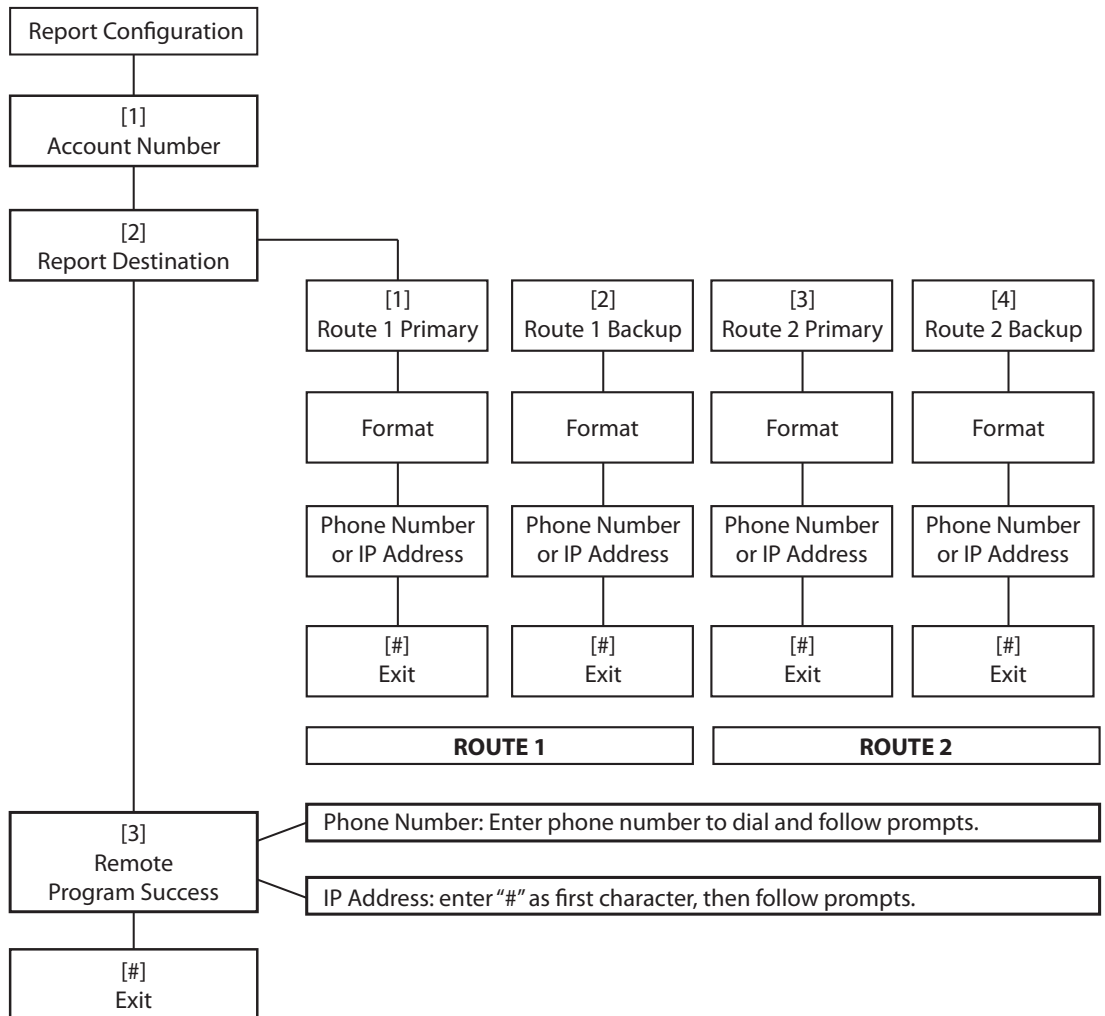 Report Configuration
[1]
Account Number
[2]
Report Destination
[1]
Route 1 Primary
[2]
Route 1 Backup
[3]
Route 2 Primary
[4]
Route 2 Backup
Format
Format
Format
Format
Phone Number
or IP Address
Phone Number
or IP Address
Phone Number
or IP Address
Phone Number
or IP Address
[#]
Exit
[#]
Exit
[#]
Exit
[#]
Exit
ROUTE 1
ROUTE 2
[3]
Remote
Program Success
Phone Number: Enter phone number to dial and follow prompts.
IP Address: enter “#” as first character, then follow prompts.
[#]
Exit